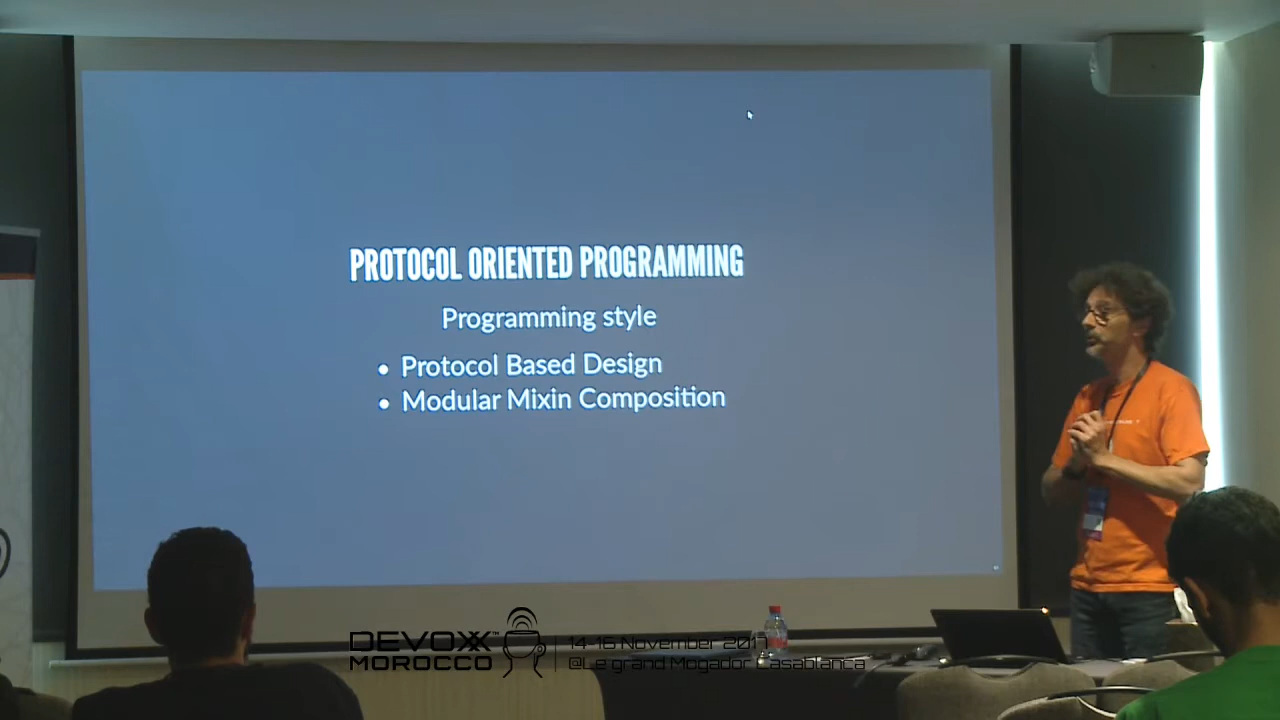 PROTOCOL ORIENTED PROGRAMMING
Programming style
• Protocol Based Design
• Modular Mixin Composition
DEVOXX™
MOROCCO
14-16 November 2017
@Le grand Mogador Casablanca